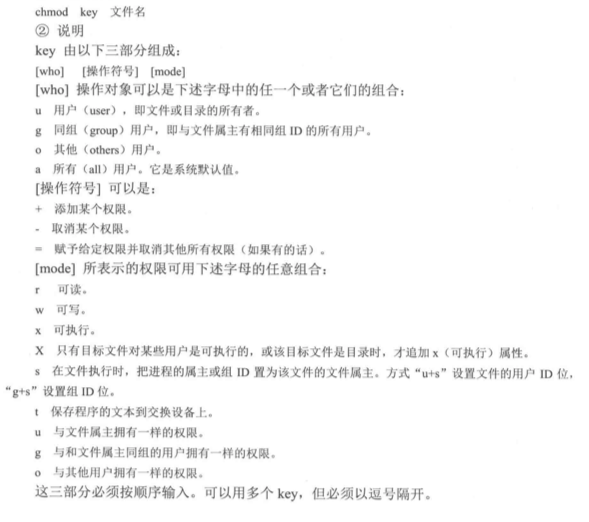 chmod key 文件名
② 说明
key 由以下三部分组成：
[who] [操作符号] [mode]
[who] 操作对象可以是下述字母中的任一个或者它们的组合：
u 用户（user），即文件或目录的所有者。
g 同组（group）用户，即与文件属主有相同组 ID 的所有用户。
o 其他（others）用户。
a 所有（all）用户。它是系统默认值。
[操作符号] 可以是：
+ 添加某个权限。
- 取消某个权限。
= 赋予给定权限并取消其他所有权限（如果有的话）。
[mode] 所表示的权限可用下述字母的任意组合：
r 可读。
w 可写。
x 可执行。
X 只有目标文件对某些用户是可执行的，或该目标文件是目录时，才追加 x（可执行）属性。
s 在文件执行时，把进程的属主或组 ID 置为该文件的文件属主。方式“u+s”设置文件的用户 ID 位，
“g+s”设置组 ID 位。
t 保存程序的文本到交换设备上。
u 与文件属主拥有一样的权限。
g 与和文件属主同组的用户拥有一样的权限。
o 与其他用户拥有一样的权限。
这三部分必须按顺序输入。可以用多个 key，但必须以逗号隔开。